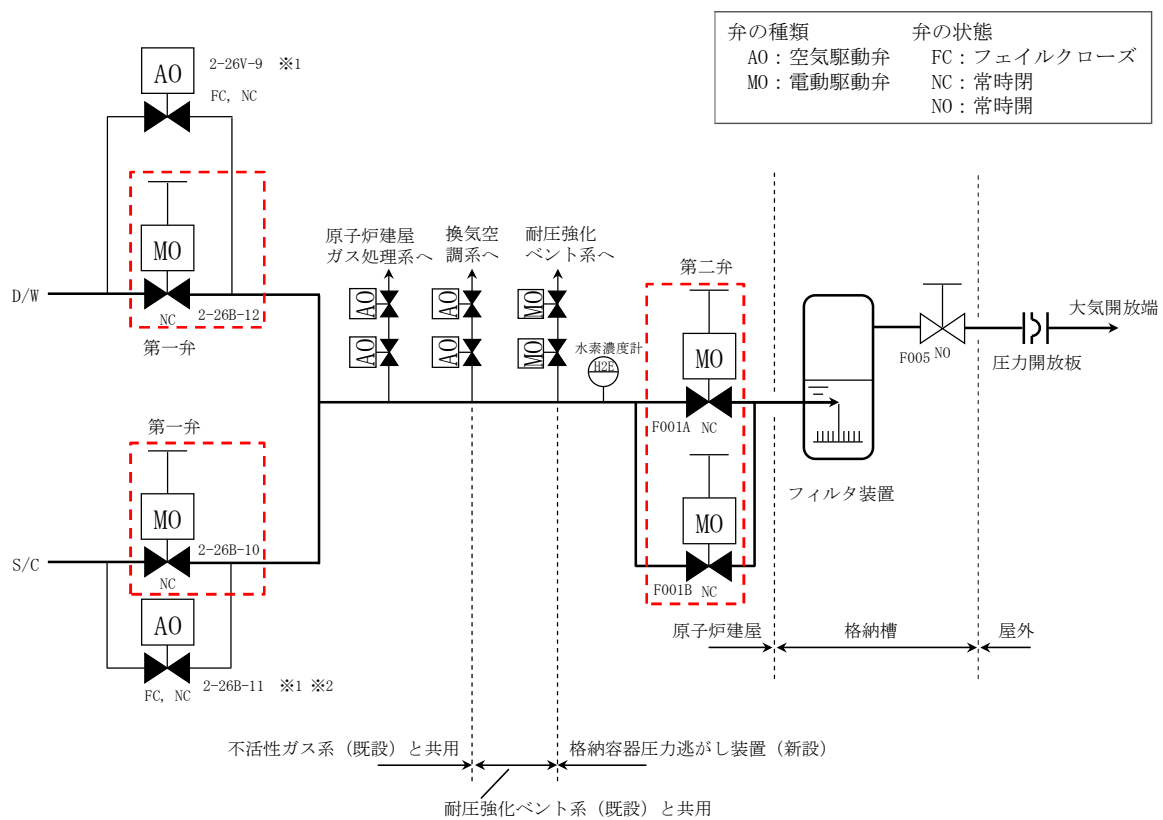 弁の種類
AO：空気駆動弁
MO：電動駆動弁
弁の状態
FC：フェイルクローズ
NC：常時閉
NO：常時開
AO
2-26V-9　※1
FC, NC
MO
D/W
NC
2-26B-12
第一弁
第一弁
MO
S/C
2-26B-10
NC
AO
FC, NC
2-26B-11　※1 ※2
原子炉建屋
ガス処理系へ
換気空
調系へ
耐圧強化
ベント系へ
AO
AO
MO
AO
AO
MO
水素濃度計
H2E
第二弁
MO
F001A
NC
MO
F001B
NC
フィルタ装置
F005
NO
圧力開放板
大気開放端
原子炉建屋
格納槽
屋外
不活性ガス系（既設）と共用
格納容器圧力逃がし装置（新設）
耐圧強化ベント系（既設）と共用